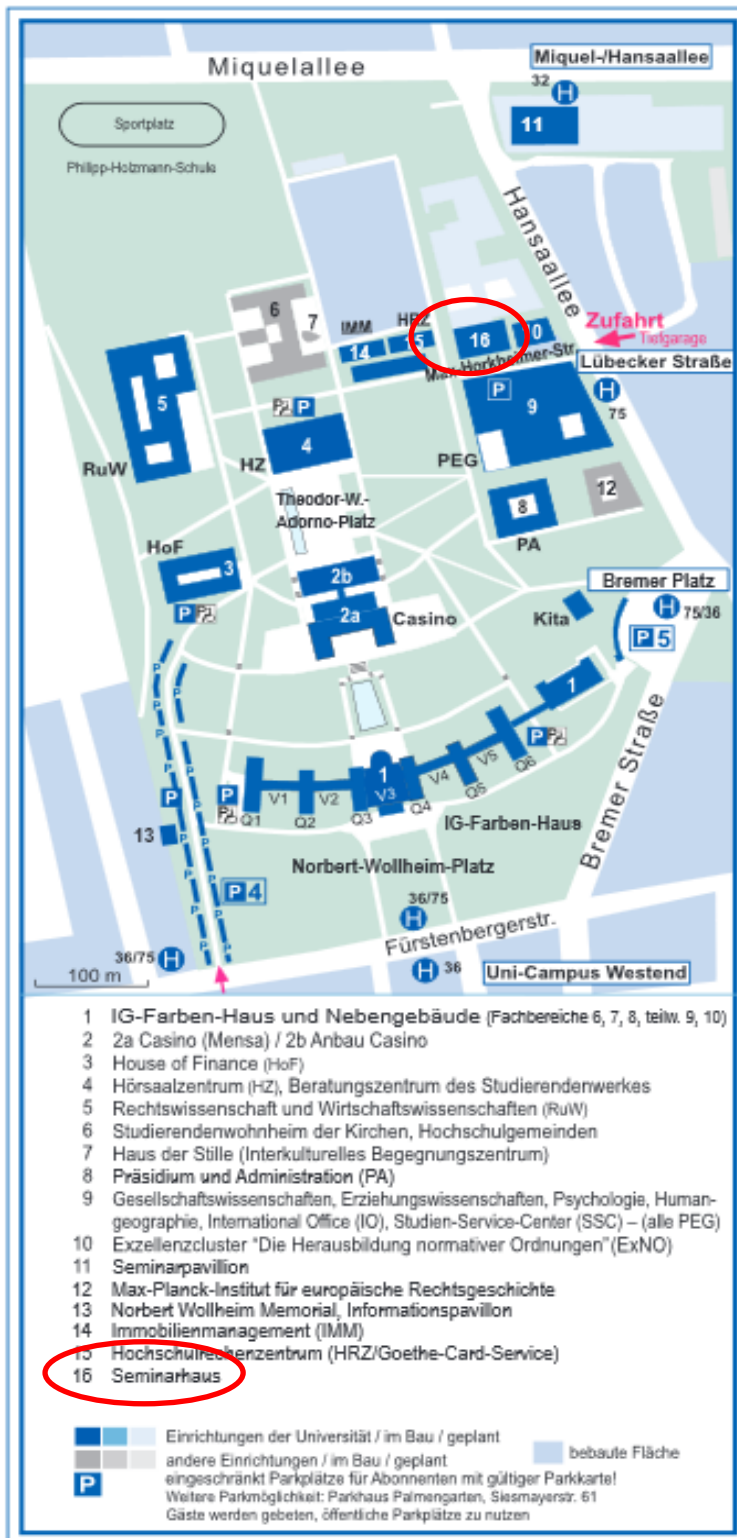 Miquelallee
Miquel-/Hansaallee
32 H
11
Sportplatz
Philipp-Holzmann-Schule
Hansaallee
6
7
IMM
HRZ
14
15
16
10
Zufahrt
Tiefgarage
Max-Horkheimer-Str.
Lübecker Straße
H
75
5
RuW
P
4
HZ
P
9
PEG
Theodor-W.-
Adorno-Platz
8
PA
12
HoF
3
P
2b
2a
Casino
Bremer Platz
H 75/36
Kita
P 5
1
P
Bremer Straße
P
P
1
V1
V2
V3
V4
V5
Q1
Q2
Q3
Q4
Q5
Q6
IG-Farben-Haus
13
Norbert-Wollheim-Platz
P 4
36/75
H
Fürstenbergerstr.
36/75 H
H 36
Uni-Campus Westend
100 m
1 IG-Farben-Haus und Nebengebäude (Fachbereiche 6, 7, 8, teilw. 9, 10)
2 2a Casino (Mensa) / 2b Anbau Casino
3 House of Finance (HoF)
4 Hörsaalzentrum (HZ), Beratungszentrum des Studierendenwerkes
5 Rechtswissenschaft und Wirtschaftswissenschaften (RuW)
6 Studierendenwohnheim der Kirchen, Hochschulgemeinden
7 Haus der Stille (Interkulturelles Begegnungszentrum)
8 Präsidium und Administration (PA)
9 Gesellschaftswissenschaften, Erziehungswissenschaften, Psychologie, Human-
geographie, International Office (IO), Studien-Service-Center (SSC) – (alle PEG)
10 Exzellenzcluster "Die Herausbildung normativer Ordnungen"(ExNO)
11 Seminarpavillion
12 Max-Planck-Institut für europäische Rechtsgeschichte
13 Norbert Wollheim Memorial, Informationspavillon
14 Immobilienmanagement (IMM)
15 Hochschulrechenzentrum (HRZ/Goethe-Card-Service)
16 Seminarhaus
Einrichtungen der Universität / im Bau / geplant
andere Einrichtungen / im Bau / geplant
bebaute Fläche
P eingeschränkt Parkplätze für Abonnenten mit gültiger Parkkarte!
Weitere Parkmöglichkeit: Parkhaus Palmengarten, Siesmayerstr. 61
Gäste werden gebeten, öffentliche Parkplätze zu nutzen